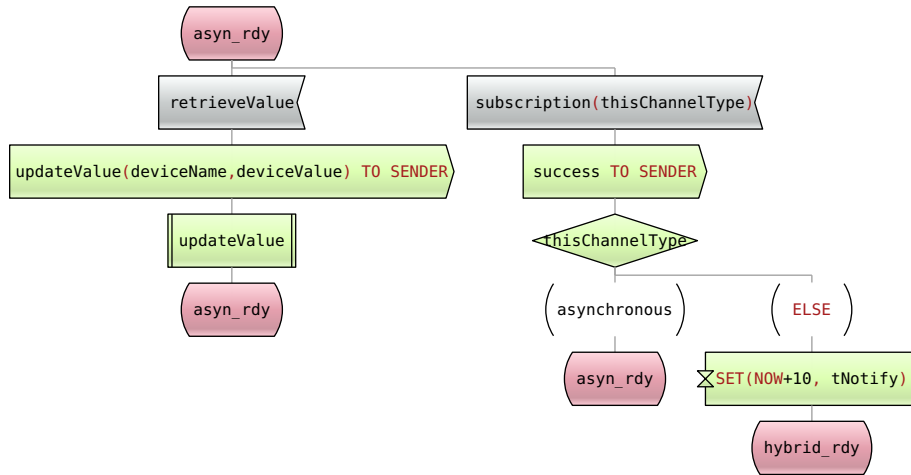 asyn_rdy
retrieveValue
subscription(thisChannelType)
updateValue(deviceName,deviceValue) TO SENDER
success TO SENDER
updateValue
thisChannelType
asyn_rdy
asynchronous
ELSE
asyn_rdy
SET(NOW+10, tNotify)
hybrid_rdy